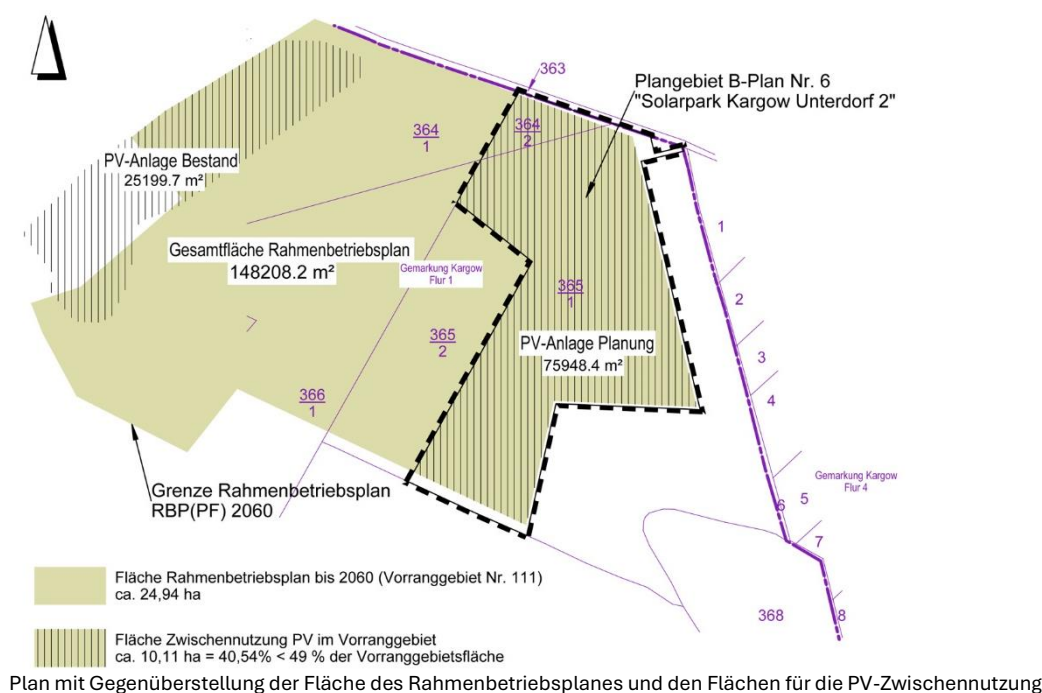 363
Plangebiet B-Plan Nr. 6
"Solarpark Kargow Unterdorf 2"
364
1
364
2
PV-Anlage Bestand
25199.7 m²
1
Gesamtfläche Rahmenbetriebsplan
148208.2 m²
Gemarkung Kargow
Flur 1
365
1
2
365
2
PV-Anlage Planung
75948.4 m²
3
366
1
4
Grenze Rahmenbetriebsplan
RBP(PF) 2060
Gemarkung Kargow
Flur 4
5
6
7
368
8
Fläche Rahmenbetriebsplan bis 2060 (Vorranggebiet Nr. 111)
ca. 24,94 ha
Fläche Zwischennutzung PV im Vorranggebiet
ca. 10,11 ha = 40,54% < 49 % der Vorranggebietsfläche
Plan mit Gegenüberstellung der Fläche des Rahmenbetriebsplanes und den Flächen für die PV-Zwischennutzung